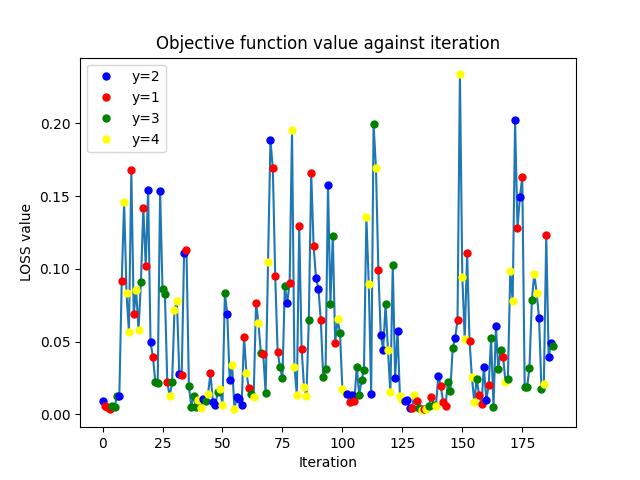 Objective function value against iteration
y=2
y=1
y=3
y=4
LOSS value
0.20
0.15
0.10
0.05
0.00
0 25 50 75 100 125 150 175
Iteration